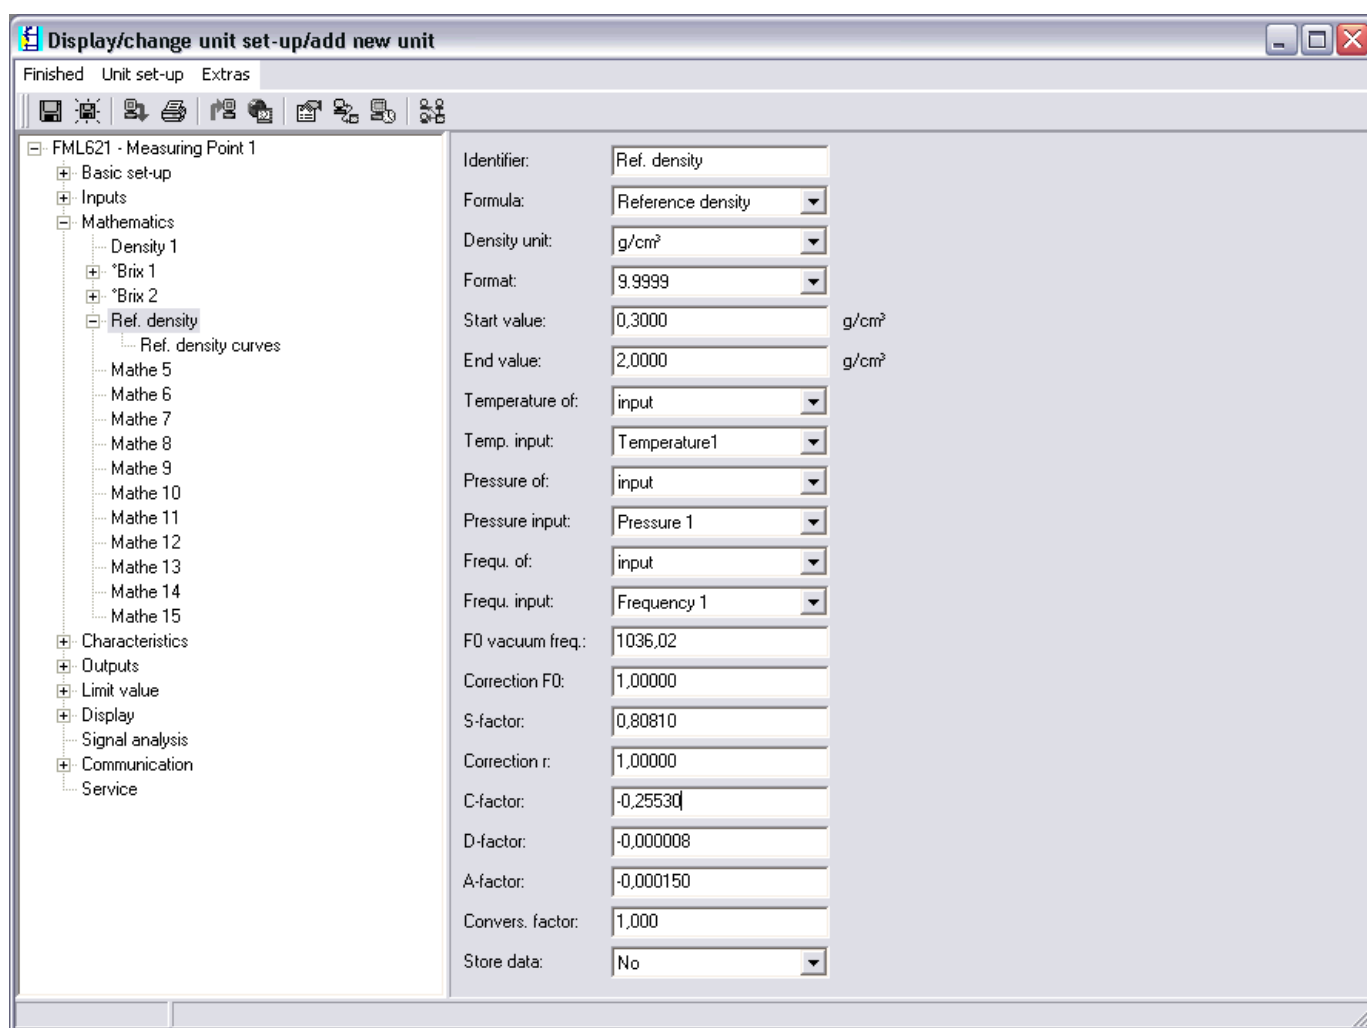 Display/change unit set-up/add new unit
Finished Unit set-up Extras
FML621 - Measuring Point 1
Basic set-up
Inputs
Mathematics
Density 1
°Brix 1
°Brix 2
Ref. density
Ref. density curves
Mathe 5
Mathe 6
Mathe 7
Mathe 8
Mathe 9
Mathe 10
Mathe 11
Mathe 12
Mathe 13
Mathe 14
Mathe 15
Characteristics
Outputs
Limit value
Display
Signal analysis
Communication
Service
Identifier: Ref. density
Formula: Reference density
Density unit: g/cm³
Format: 9.9999
Start value: 0,3000 g/cm³
End value: 2,0000 g/cm³
Temperature of: input
Temp. input: Temperature1
Pressure of: input
Pressure input: Pressure 1
Frequ. of: input
Frequ. input: Frequency 1
F0 vacuum freq.: 1036,02
Correction F0: 1,00000
S-factor: 0,80810
Correction r: 1,00000
C-factor: -0,25530
D-factor: -0,000008
A-factor: -0,000150
Convers. factor: 1,000
Store data: No